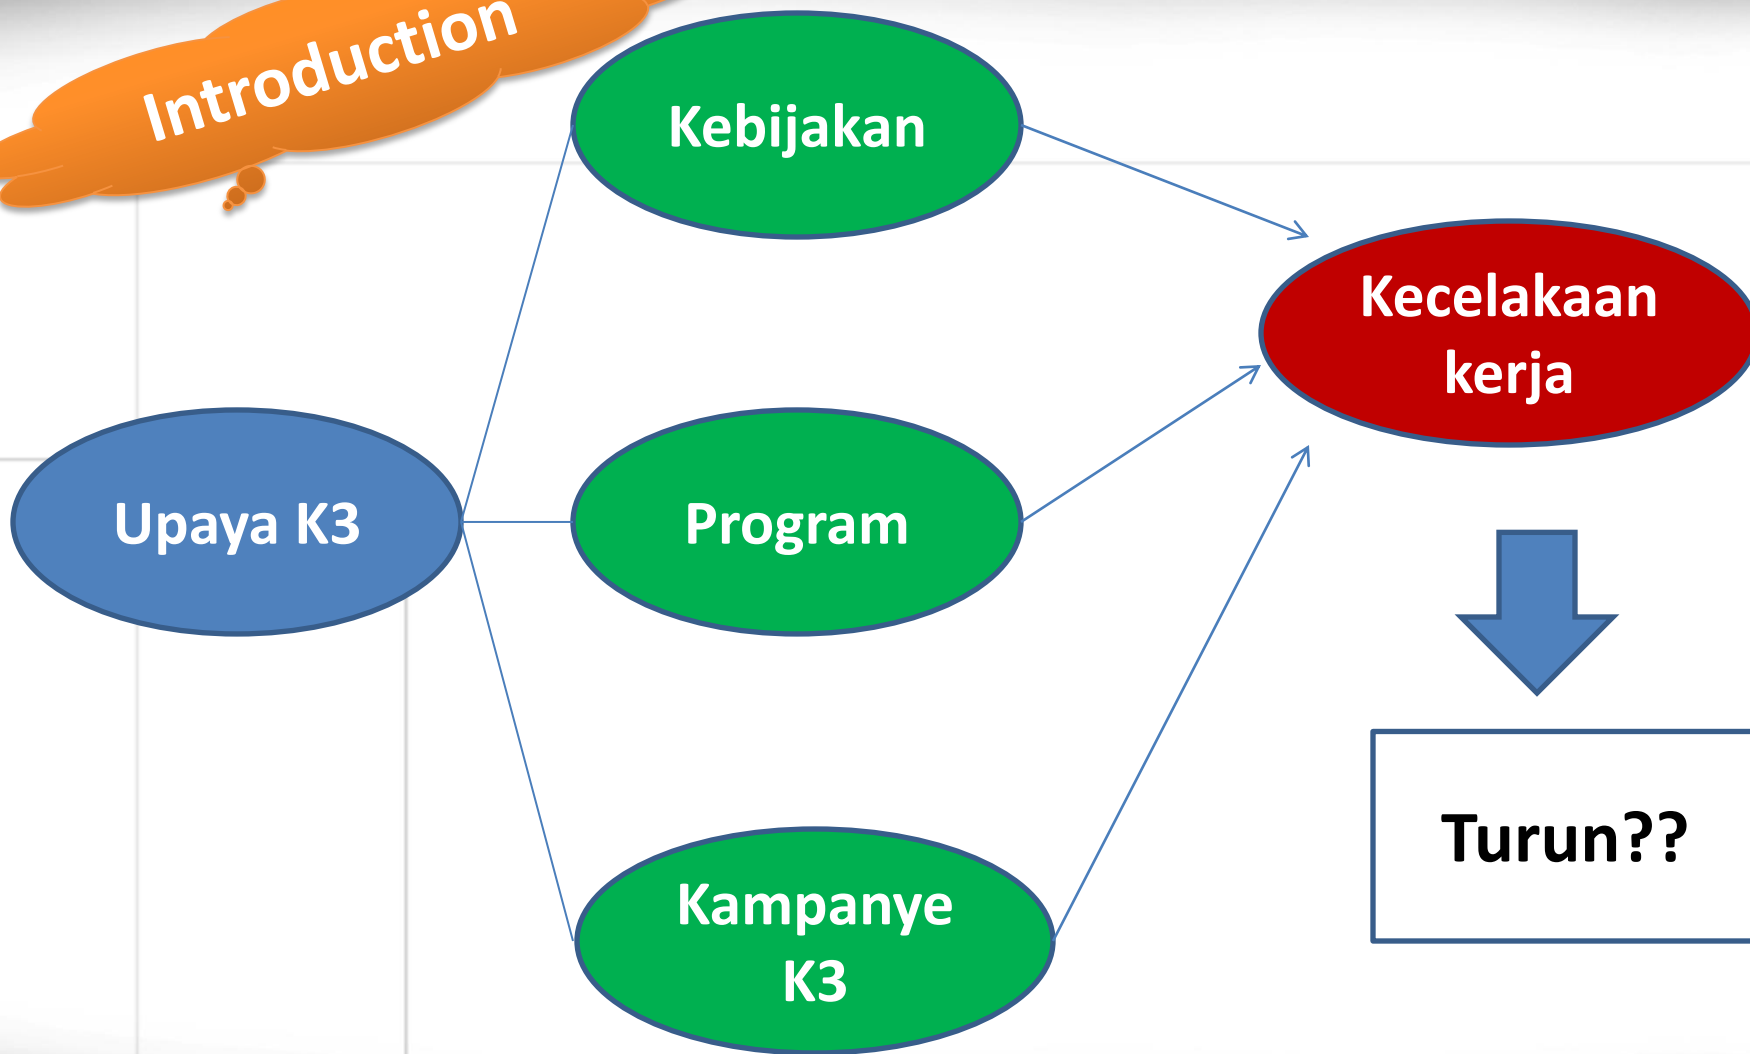 Introduction
Kebijakan
Kecelakaan
kerja
Upaya K3
Program
Turun??
Kampanye
K3